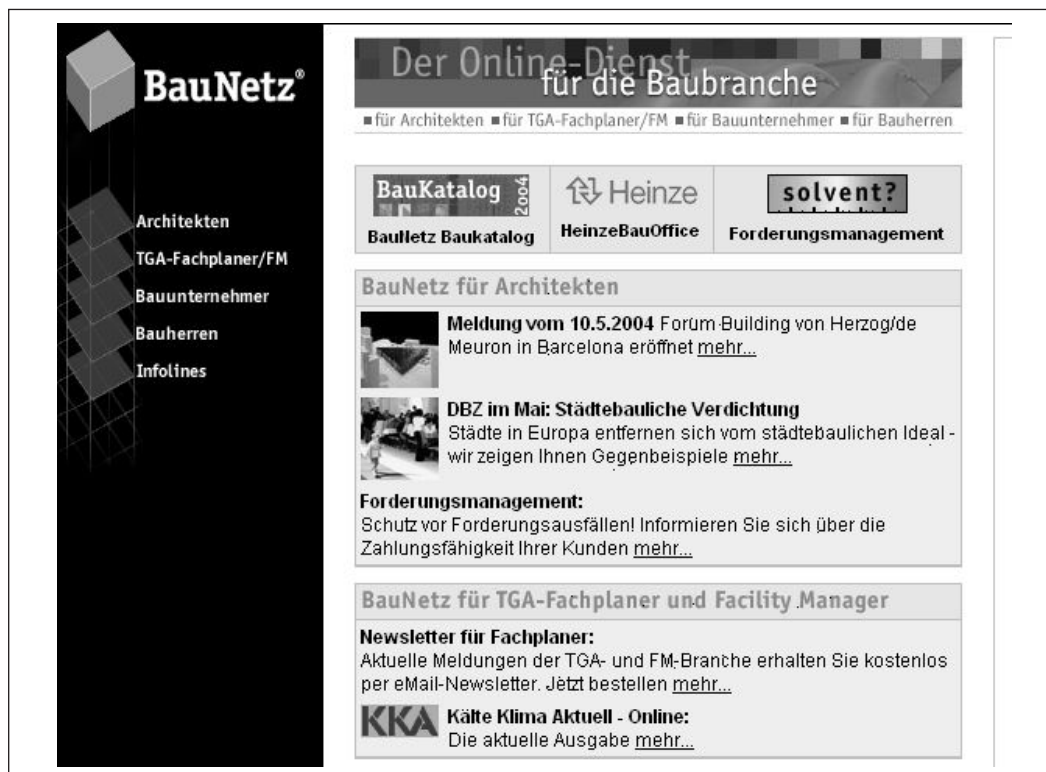 BauNetz®
Architekten
TGA-Fachplaner/FM
Bauunternehmer
Bauherren
Infolines
Der Online-Dienst
für die Baubranche
für Architekten für TGA-Fachplaner/FM für Bauunternehmer für Bauherren
BauKatalog 2004
BauNetz Baukatalog
Heinze
HeinzeBauOffice
solvent?
Forderungsmanagement
BauNetz für Architekten
Meldung vom 10.5.2004 Forum-Building von Herzog/de
Meuron in Barcelona eröffnet mehr...
DBZ im Mai: Städtebauliche Verdichtung
Städte in Europa entfernen sich vom städtebaulichen Ideal -
wir zeigen Ihnen Gegenbeispiele mehr...
Forderungsmanagement:
Schutz vor Forderungsausfällen! Informieren Sie sich über die
Zahlungsfähigkeit Ihrer Kunden mehr...
BauNetz für TGA-Fachplaner und Facility Manager
Newsletter für Fachplaner:
Aktuelle Meldungen der TGA- und FM-Branche erhalten Sie kostenlos
per eMail-Newsletter. Jetzt bestellen mehr...
KKA
Kälte Klima Aktuell - Online:
Die aktuelle Ausgabe mehr...